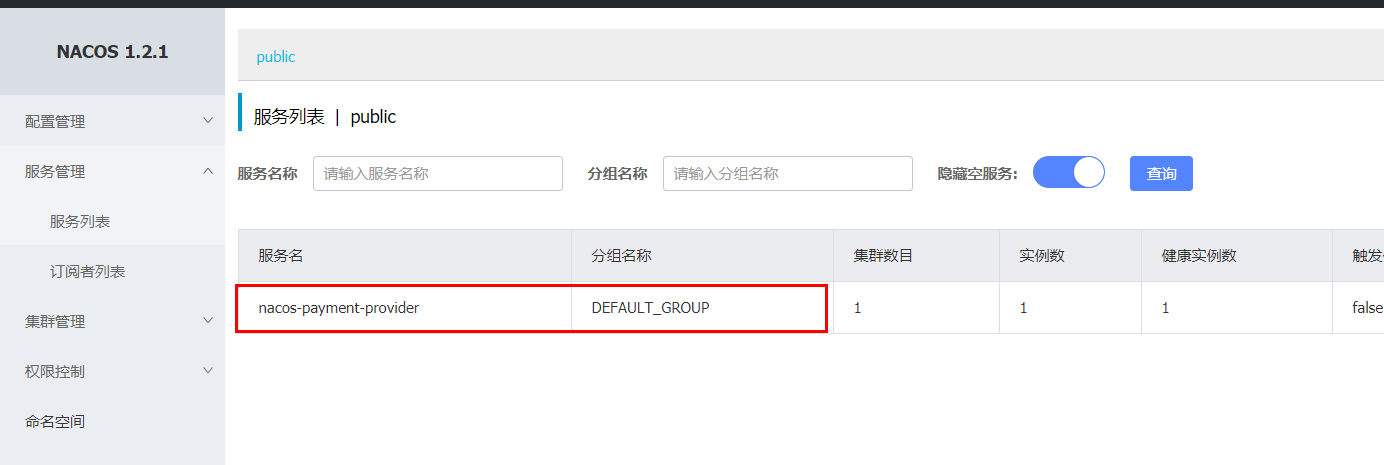 NACOS 1.2.1
public
配置管理
服务管理
服务列表
订阅者列表
集群管理
权限控制
命名空间
服务列表 | public
服务名称 请输入服务名称 分组名称 请输入分组名称 隐藏空服务: 查询
服务名 分组名称 集群数目 实例数 健康实例数 触发
nacos-payment-provider DEFAULT_GROUP 1 1 1 false